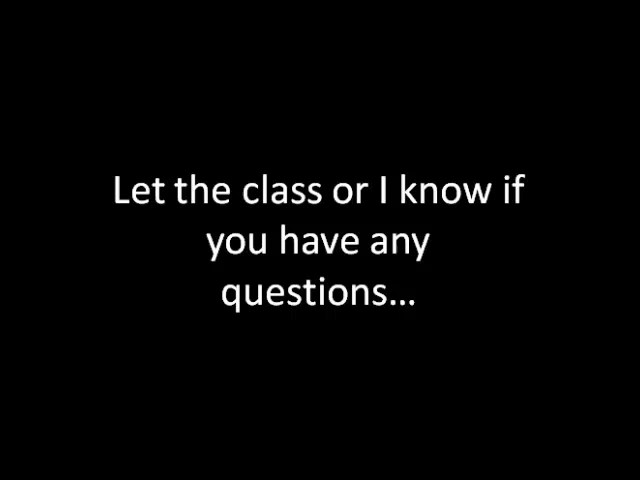 Let the class or I know if
you have any
questions…